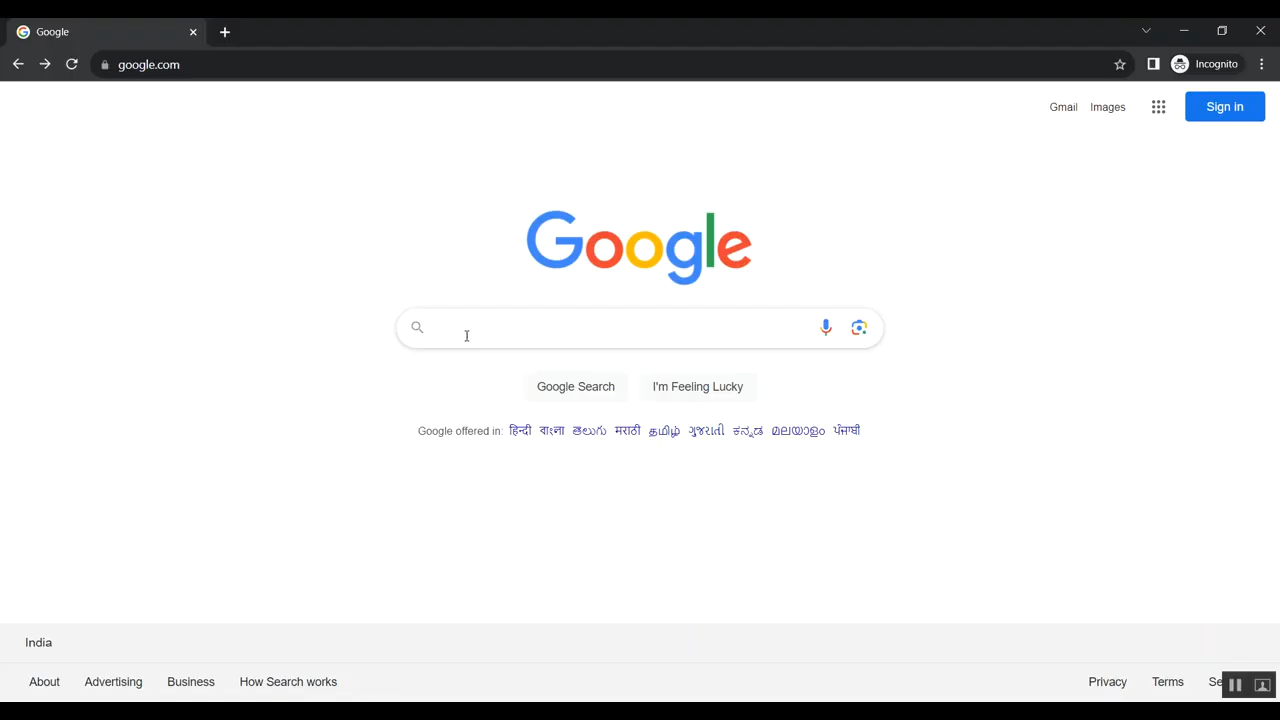 Google
google.com
Incognito
Gmail Images Sign in
Google
Google Search I'm Feeling Lucky
Google offered in: हिन्दी বাংলা తెలుగు मराठी தமிழ் ગુજરાતી ಕನ್ನಡ മലയാളം ਪੰਜਾਬੀ
India
About Advertising Business How Search works Privacy Terms